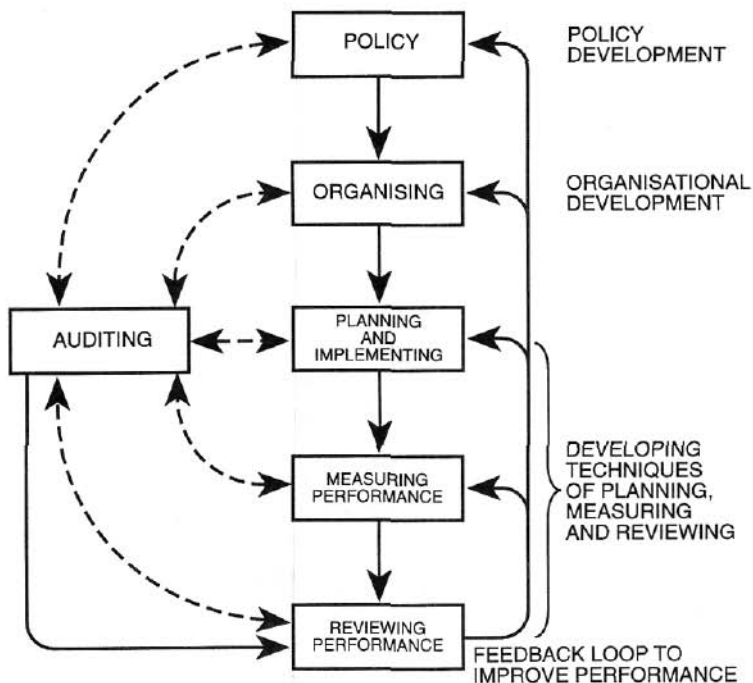 POLICY
POLICY
DEVELOPMENT
ORGANISING
ORGANISATIONAL
DEVELOPMENT
AUDITING
PLANNING
AND
IMPLEMENTING
MEASURING
PERFORMANCE
DEVELOPING
TECHNIQUES
OF PLANNING,
MEASURING
AND REVIEWING
REVIEWING
PERFORMANCE
FEEDBACK LOOP TO
IMPROVE PERFORMANCE